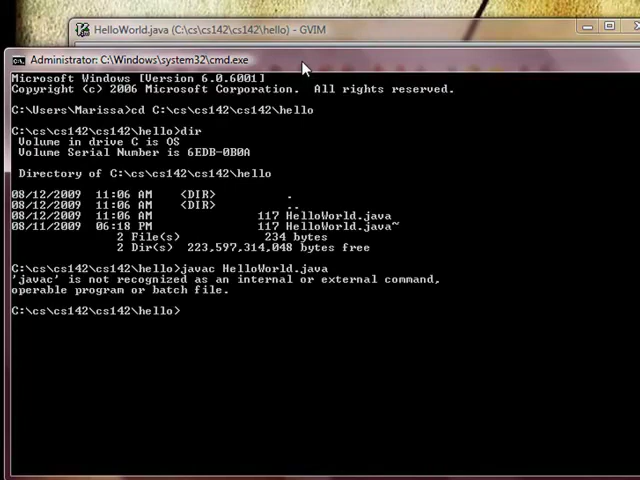 HelloWorld.java (C:\cs\cs142\cs142\hello) - GVIM
Administrator: C:\Windows\system32\cmd.exe
Microsoft Windows [Version 6.0.6001]
Copyright (c) 2006 Microsoft Corporation.  All rights reserved.
C:\Users\Marissa>cd C:\cs\cs142\cs142\hello
C:\cs\cs142\cs142\hello>dir
Volume in drive C is OS
Volume Serial Number is 6EDB-0B0A
Directory of C:\cs\cs142\cs142\hello
08/12/2009  11:06 AM    <DIR>          .
08/12/2009  11:06 AM    <DIR>          ..
08/12/2009  11:06 AM               117 HelloWorld.java
08/11/2009  06:18 PM               117 HelloWorld.java~
2 File(s)            234 bytes
2 Dir(s)  223,597,314,048 bytes free
C:\cs\cs142\cs142\hello>javac HelloWorld.java
'javac' is not recognized as an internal or external command,
operable program or batch file.
C:\cs\cs142\cs142\hello>